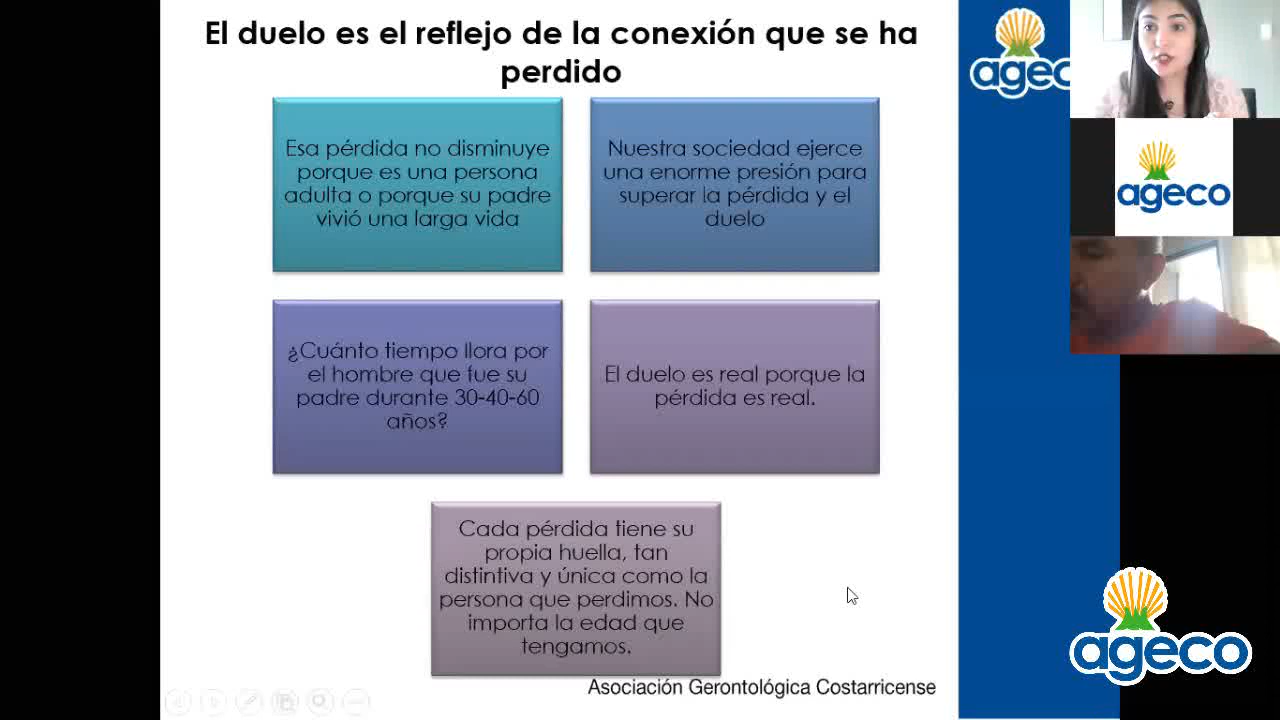 El duelo es el reflejo de la conexión que se ha
perdido
Esa pérdida no disminuye
porque es una persona
adulta o porque su padre
vivió una larga vida
Nuestra sociedad ejerce
una enorme presión para
superar la pérdida y el
duelo
¿Cuánto tiempo llora por
el hombre que fue su
padre durante 30-40-60
años?
El duelo es real porque la
pérdida es real.
Cada pérdida tiene su
propia huella, tan
distintiva y única como la
persona que perdimos. No
importa la edad que
tengamos.
Asociación Gerontológica Costarricense
agec
ageco
ageco